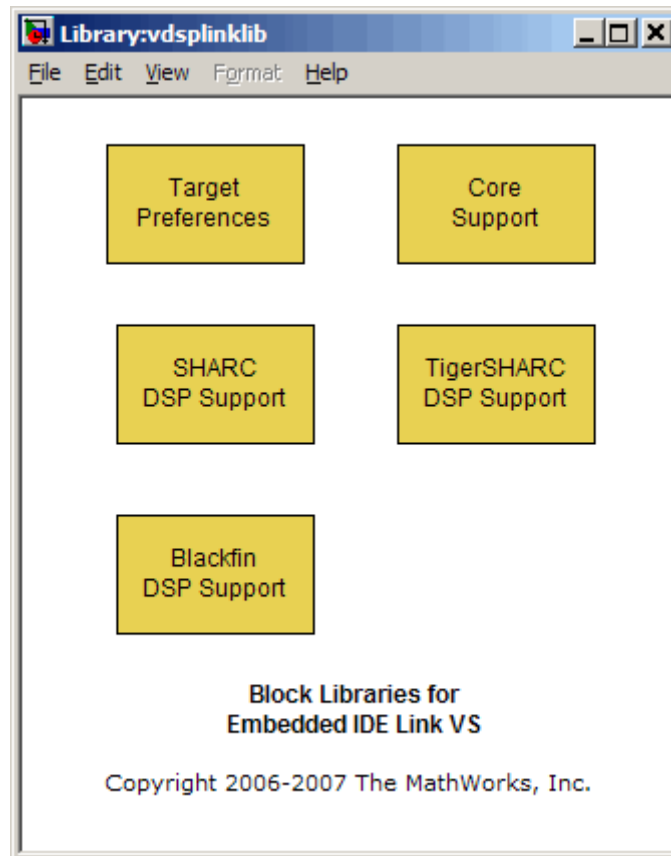 Library:vdsplinklib
File Edit View Format Help
Target
Preferences
Core
Support
SHARC
DSP Support
TigerSHARC
DSP Support
Blackfin
DSP Support
Block Libraries for
Embedded IDE Link VS
Copyright 2006-2007 The MathWorks, Inc.